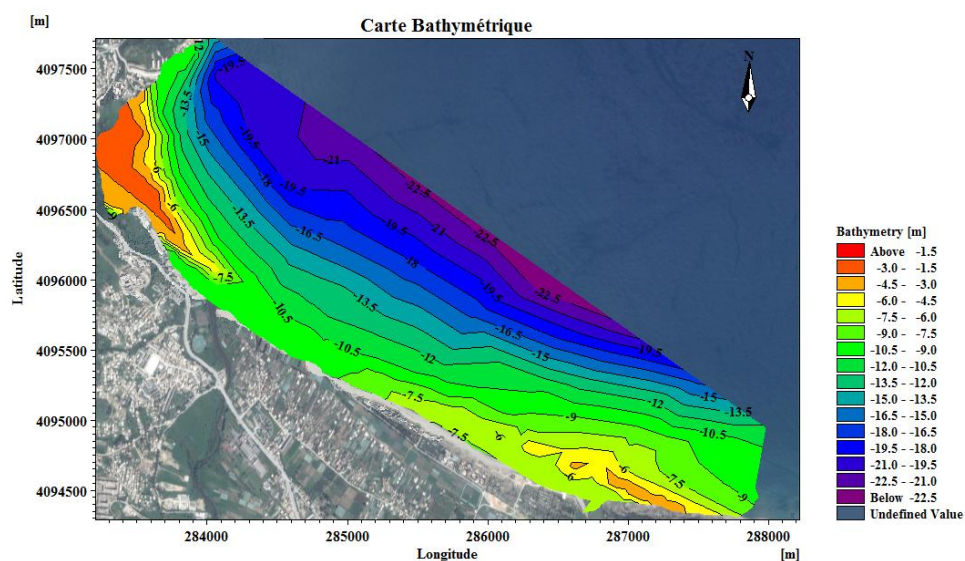 [m]
Carte Bathymétrique
N
4097500
4097000
4096500
4096000
4095500
4095000
4094500
Latitude
284000
285000
286000
287000
288000
Longitude
[m]
12
-19.5
-13.5
-15
-19.5
-18
-19.5
-21
-22.5
-6
-6
-9
-7.5
-13.5
-16.5
-19.5
-21
-22.5
-18
-19.5
-22.5
-10.5
-13.5
-16.5
-19.5
-10.5
-12
-15
-15
-7.5
-9
-12
-13.5
-10.5
-7.5
-6
-6
-6
-7.5
-9
Bathymetry [m]
Above -1.5
-3.0 - -1.5
-4.5 - -3.0
-6.0 - -4.5
-7.5 - -6.0
-9.0 - -7.5
-10.5 - -9.0
-12.0 - -10.5
-13.5 - -12.0
-15.0 - -13.5
-16.5 - -15.0
-18.0 - -16.5
-19.5 - -18.0
-21.0 - -19.5
-22.5 - -21.0
Below -22.5
Undefined Value